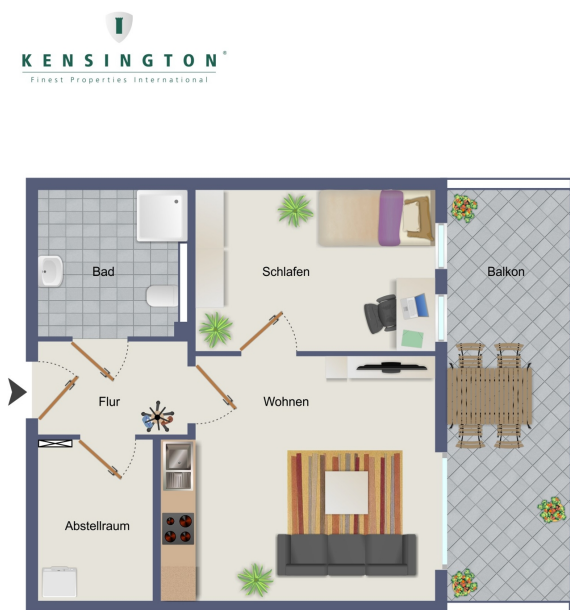 KENSINGTON®
Finest Properties International
Bad
Schlafen
Balkon
Flur
Wohnen
Abstellraum